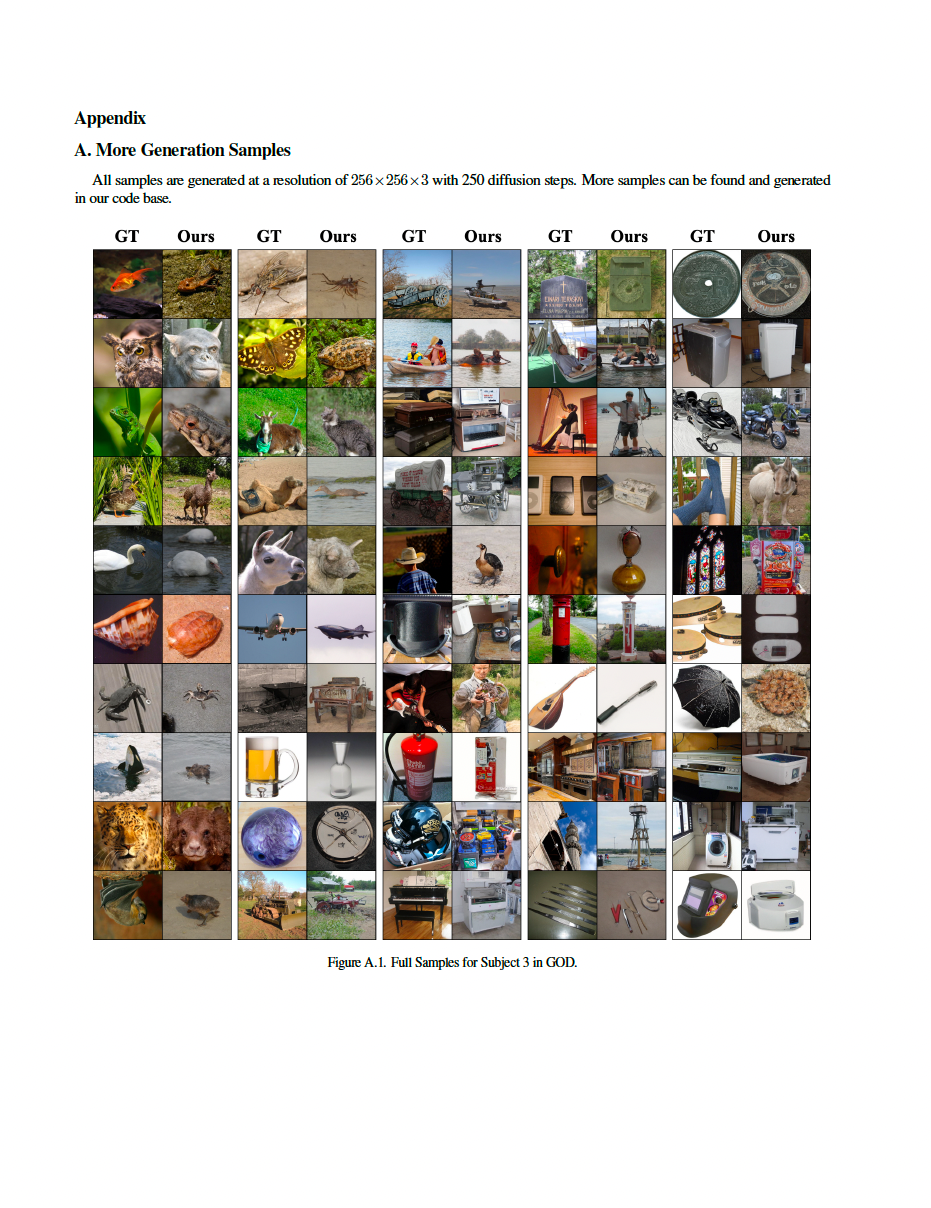 Appendix
A. More Generation Samples
All samples are generated at a resolution of 256×256×3 with 250 diffusion steps. More samples can be found and generated
in our code base.
GT Ours GT Ours GT Ours GT Ours GT Ours
Figure A.1. Full Samples for Subject 3 in GOD.